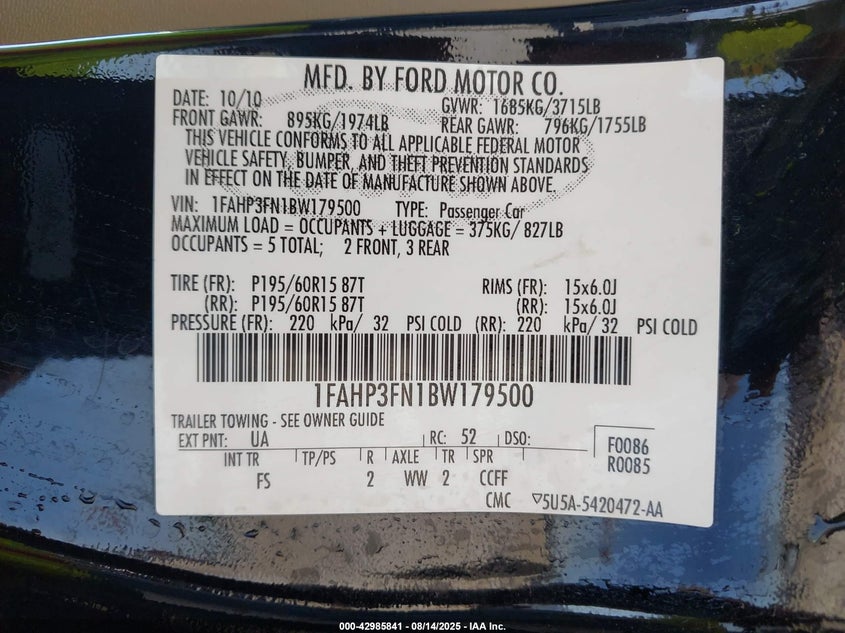 MFD. BY FORD MOTOR CO.
DATE: 10/10 GVWR: 1685KG/3715LB
FRONT GAWR: 895KG/1974LB REAR GAWR: 796KG/1755LB
THIS VEHICLE CONFORMS TO ALL APPLICABLE FEDERAL MOTOR
VEHICLE SAFETY, BUMPER, AND THEFT PREVENTION STANDARDS
IN EFFECT ON THE DATE OF MANUFACTURE SHOWN ABOVE.
VIN: 1FAHP3FN1BW179500 TYPE: Passenger Car
MAXIMUM LOAD = OCCUPANTS + LUGGAGE = 375KG/ 827LB
OCCUPANTS = 5 TOTAL; 2 FRONT, 3 REAR
TIRE (FR): P195/60R15 87T RIMS (FR): 15x6.0J
(RR): P195/60R15 87T (RR): 15x6.0J
PRESSURE (FR): 220 kPa/ 32 PSI COLD (RR): 220 kPa/ 32 PSI COLD
1FAHP3FN1BW179500
TRAILER TOWING - SEE OWNER GUIDE
EXT PNT: UA RC: 52 DSO: F0086
INT TR TP/PS R AXLE TR SPR R0085
FS 2 WW 2 CCFF
CMC ▽5U5A-5420472-AA
000-42985841 - 08/14/2025 - IAA Inc.